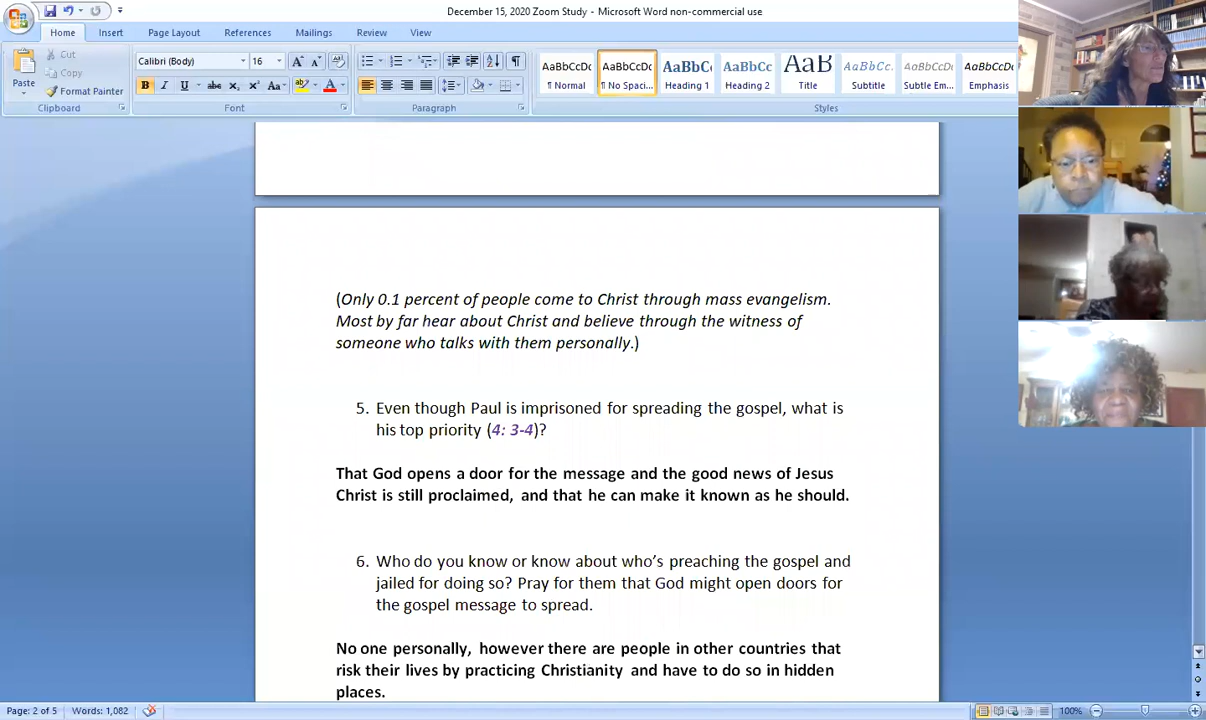 December 15, 2020 Zoom Study - Microsoft Word non-commercial use
Home Insert Page Layout References Mailings Review View
Paste
Cut
Copy
Format Painter
Clipboard
Calibri (Body) 16
Font
Paragraph
AaBbCcDc AaBbCcDc AaBbC AaBbCc AaB AaBbCc. AaBbCcDc AaBbCcDc
¶ Normal ¶ No Spaci... Heading 1 Heading 2 Title Subtitle Subtle Em... Emphasis
Styles
(Only 0.1 percent of people come to Christ through mass evangelism.
Most by far hear about Christ and believe through the witness of
someone who talks with them personally.)
5. Even though Paul is imprisoned for spreading the gospel, what is
his top priority (4: 3-4)?
That God opens a door for the message and the good news of Jesus
Christ is still proclaimed, and that he can make it known as he should.
6. Who do you know or know about who's preaching the gospel and
jailed for doing so? Pray for them that God might open doors for
the gospel message to spread.
No one personally, however there are people in other countries that
risk their lives by practicing Christianity and have to do so in hidden
places.
Page: 2 of 5 Words: 1,082 100%